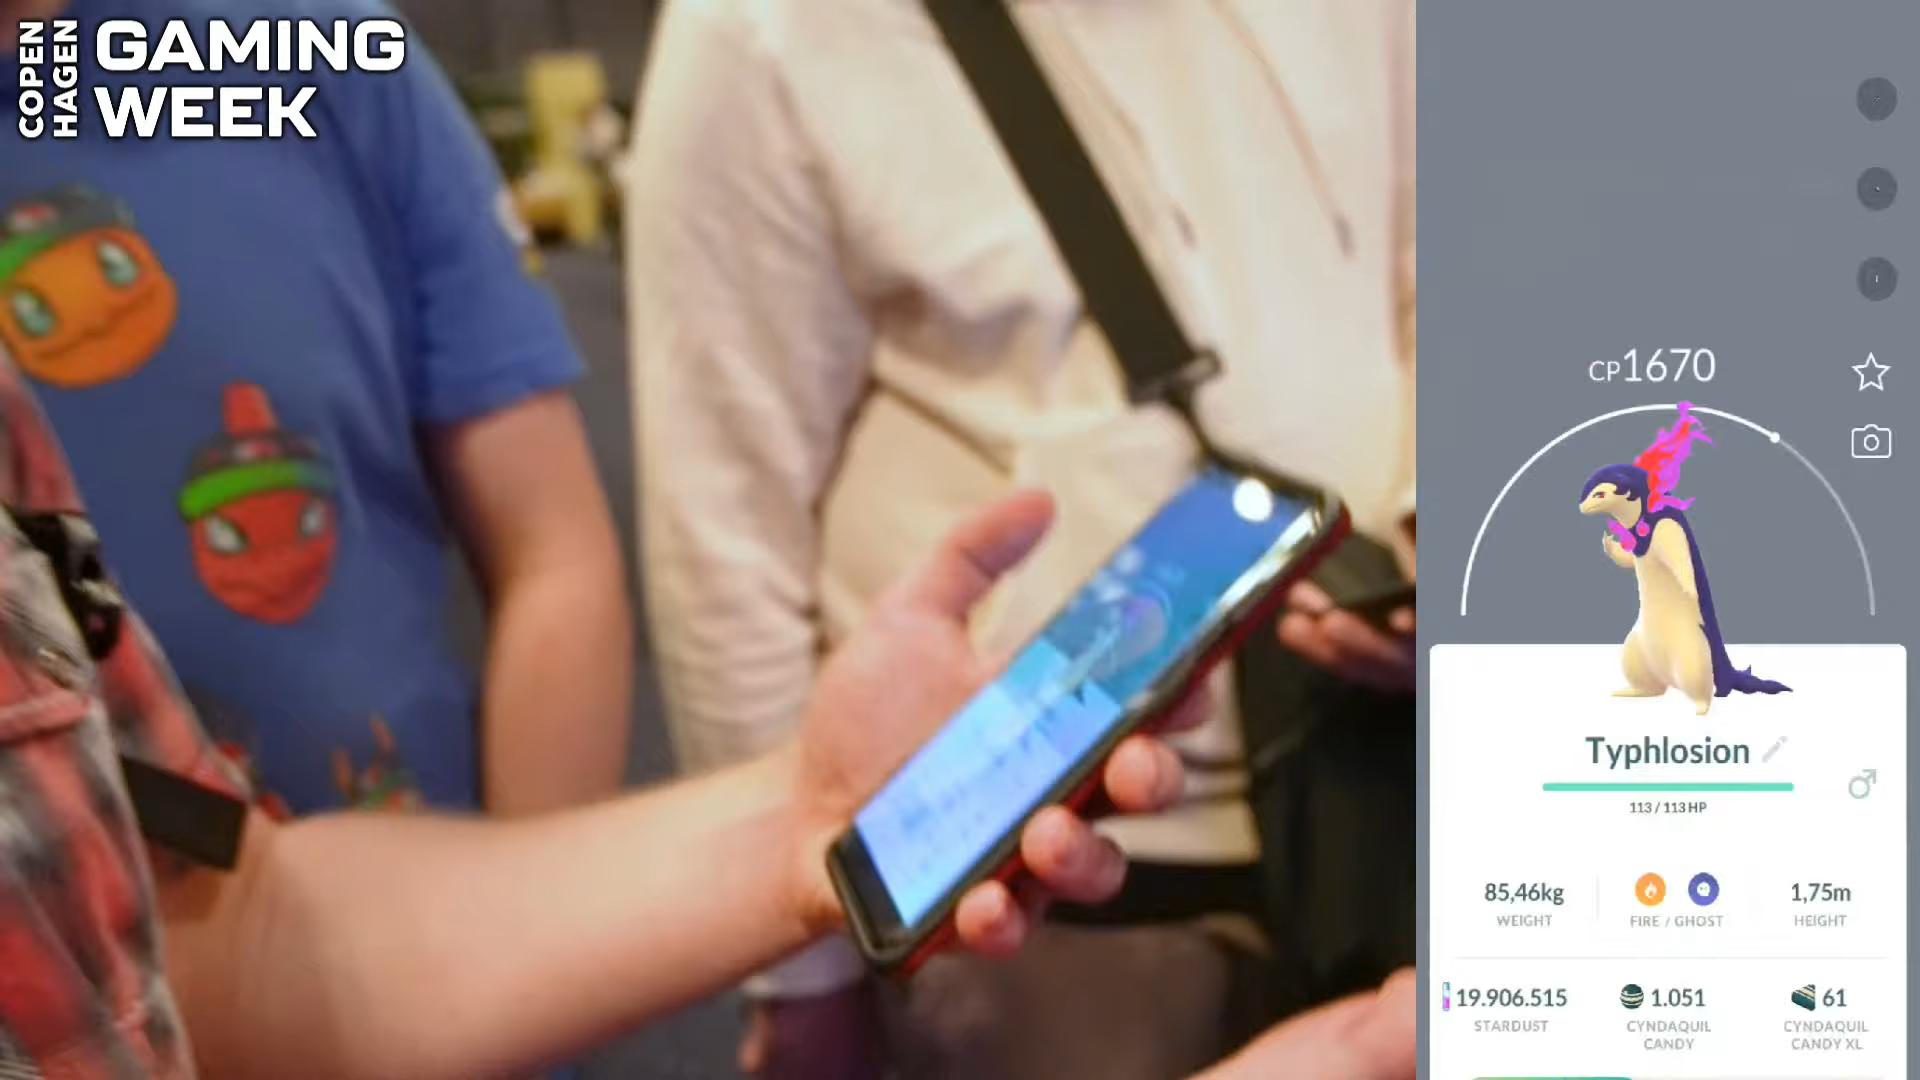 COPEN
HAGEN
GAMING
WEEK
CP1670
Typhlosion
113 / 113 HP
85,46kg
WEIGHT
FIRE / GHOST
1,75m
HEIGHT
19.906.515
STARDUST
1.051
CYNDAQUIL
CANDY
61
CYNDAQUIL
CANDY XL